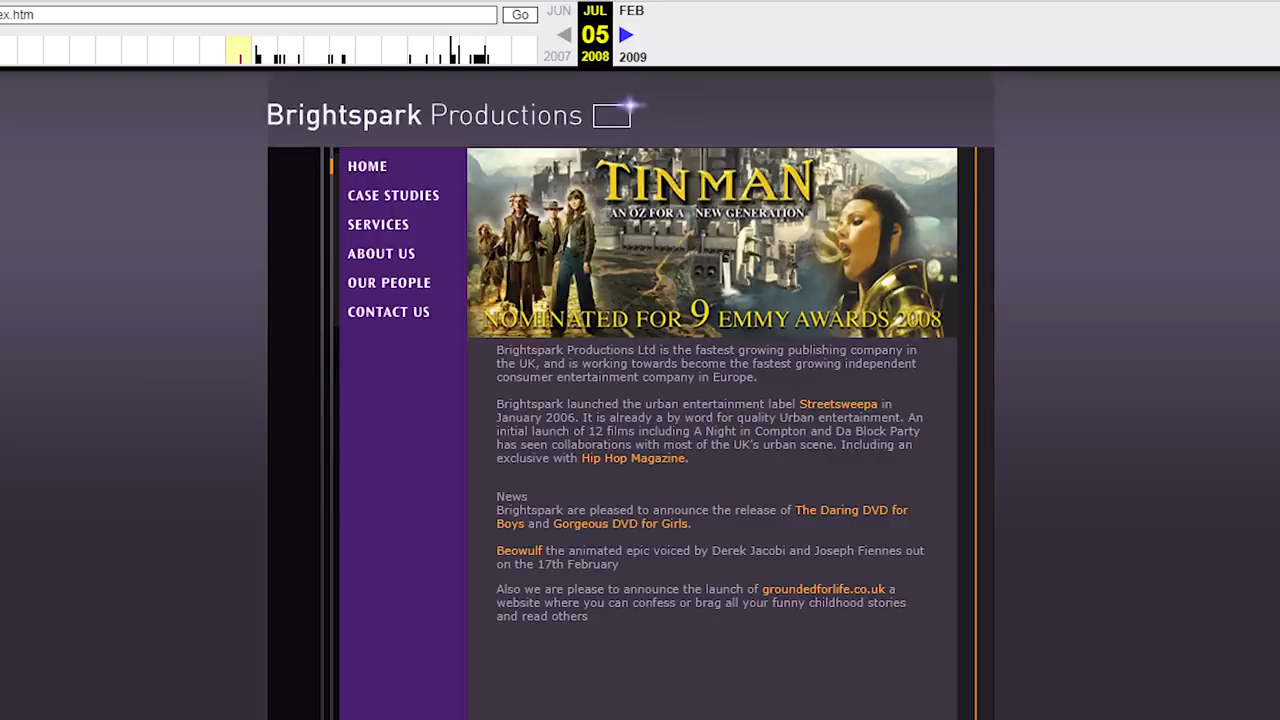 ex.htm
Go
JUN
JUL
FEB
05
2007
2008
2009
Brightspark Productions
HOME
CASE STUDIES
SERVICES
ABOUT US
OUR PEOPLE
CONTACT US
TIN MAN
AN OZ FOR A NEW GENERATION
NOMINATED FOR 9 EMMY AWARDS 2008
Brightspark Productions Ltd is the fastest growing publishing company in
the UK, and is working towards become the fastest growing independent
consumer entertainment company in Europe.
Brightspark launched the urban entertainment label Streetsweepa in
January 2006. It is already a by word for quality Urban entertainment. An
initial launch of 12 films including A Night in Compton and Da Block Party
has seen collaborations with most of the UK's urban scene. Including an
exclusive with Hip Hop Magazine.
News
Brightspark are pleased to announce the release of The Daring DVD for
Boys and Gorgeous DVD for Girls.
Beowulf the animated epic voiced by Derek Jacobi and Joseph Fiennes out
on the 17th February
Also we are please to announce the launch of groundedforlife.co.uk a
website where you can confess or brag all your funny childhood stories
and read others